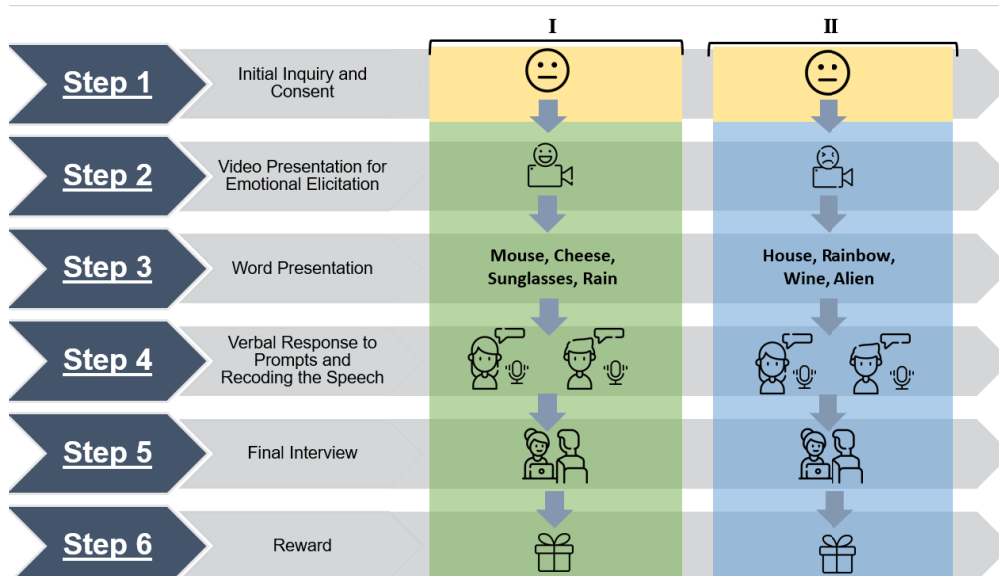 I
II
Step 1
Initial Inquiry and
Consent
Step 2
Video Presentation for
Emotional Elicitation
Step 3
Word Presentation
Mouse, Cheese,
Sunglasses, Rain
House, Rainbow,
Wine, Alien
Step 4
Verbal Response to
Prompts and
Recoding the Speech
Step 5
Final Interview
Step 6
Reward